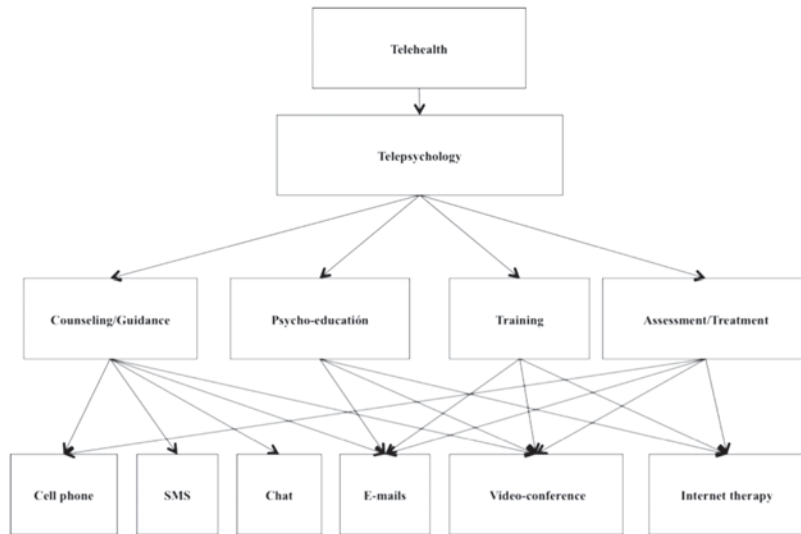 Telehealth
Telepsychology
Counseling/Guidance
Psycho-educatión
Training
Assessment/Treatment
Cell phone
SMS
Chat
E-mails
Video-conference
Internet therapy